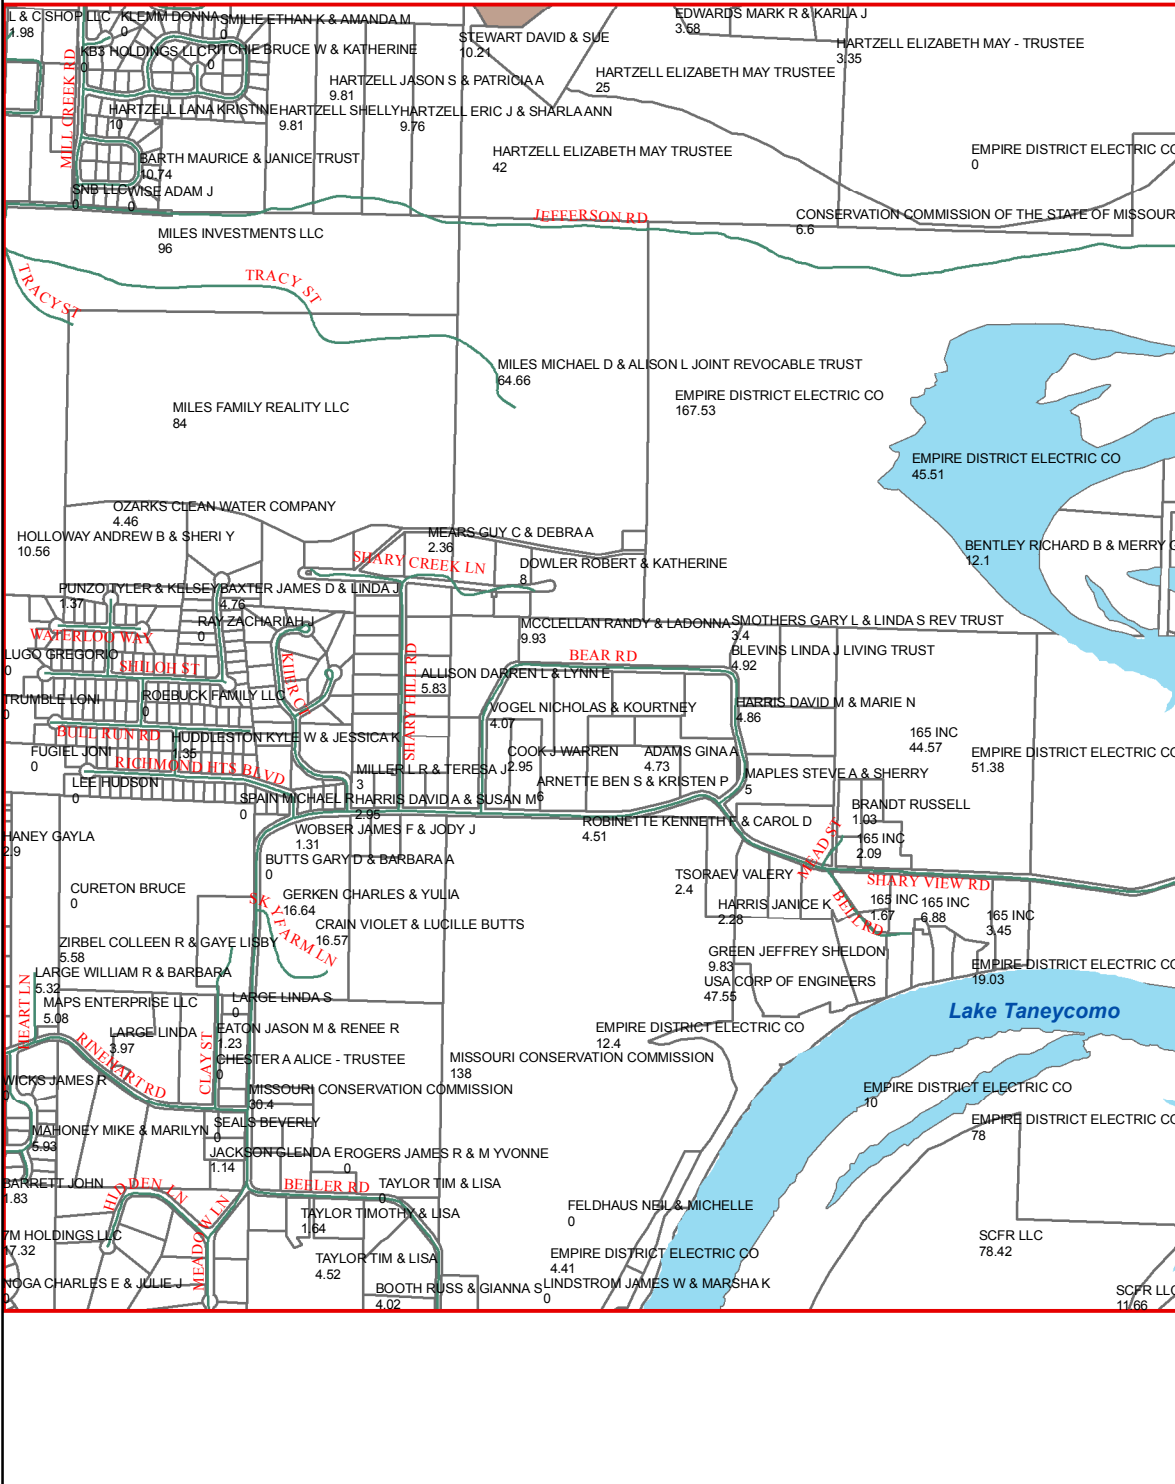 L & C SHOP LLC
1.98
KLEMM DONNA
0
SMILIE ETHAN K & AMANDA M
0
EDWARDS MARK R & KARLA J
3.58
STEWART DAVID & SUE
10.21
HARTZELL ELIZABETH MAY - TRUSTEE
3.35
KB3 HOLDINGS LLC
0
RITCHIE BRUCE W & KATHERINE
0
MILL CREEK RD
HARTZELL JASON S & PATRICIA A
9.81
HARTZELL ELIZABETH MAY TRUSTEE
25
HARTZELL LANA KRISTINE
10
HARTZELL SHELLY
9.81
HARTZELL ERIC J & SHARLA ANN
9.76
BARTH MAURICE & JANICE TRUST
10.74
HARTZELL ELIZABETH MAY TRUSTEE
42
EMPIRE DISTRICT ELECTRIC CO
0
SNB LLC
0
WISE ADAM J
0
JEFFERSON RD
CONSERVATION COMMISSION OF THE STATE OF MISSOUR
6.6
MILES INVESTMENTS LLC
96
TRACY ST
TRACY ST
MILES MICHAEL D & ALISON L JOINT REVOCABLE TRUST
64.66
EMPIRE DISTRICT ELECTRIC CO
167.53
MILES FAMILY REALITY LLC
84
EMPIRE DISTRICT ELECTRIC CO
45.51
OZARKS CLEAN WATER COMPANY
4.46
HOLLOWAY ANDREW B & SHERI Y
10.56
MEARS GUY C & DEBRA A
2.36
BENTLEY RICHARD B & MERRY
12.1
SHARY CREEK LN
DOWLER ROBERT & KATHERINE
8
PUNZO TYLER & KELSEY
1.37
BAXTER JAMES D & LINDA J
4.76
RAY ZACHARIAH J
0
MCCLELLAN RANDY & LADONNA
9.93
SMOTHERS GARY L & LINDA S REV TRUST
3.4
WATERLOO WAY
BEAR RD
BLEVINS LINDA J LIVING TRUST
4.92
LUGO GREGORIO
0
SHILOH ST
KIER CT
SHARY HILL RD
ALLISON DARREN L & LYNN E
5.83
TRUMBLE LONI
0
ROEBUCK FAMILY LLC
0
VOGEL NICHOLAS & KOURTNEY
4.07
HARRIS DAVID M & MARIE N
4.86
BULL RUN RD
HUDDLESTON KYLE W & JESSICA K
1.35
165 INC
44.57
FUGIEL JONI
0
COOK J WARREN
2.95
ADAMS GINA A
4.73
EMPIRE DISTRICT ELECTRIC CO
51.38
RICHMOND HTS BLVD
MILLER L R & TERESA J
3
MAPLES STEVE A & SHERRY
5
LEE HUDSON
0
ARNETTE BEN S & KRISTEN P
6
SPAIN MICHAEL R
0
HARRIS DAVID A & SUSAN M
2.95
BRANDT RUSSELL
1.03
WOBSER JAMES F & JODY J
1.31
ROBINETTE KENNETH F & CAROL D
4.51
HANEY GAYLA
2.9
165 INC
2.09
MEAD ST
BUTTS GARY D & BARBARA A
0
TSORAEV VALERY
2.4
SHARY VIEW RD
CURETON BRUCE
0
GERKEN CHARLES & YULIA
16.64
HARRIS JANICE K
2.28
BEIL RD
165 INC
1.67
165 INC
6.88
165 INC
3.45
SKYFARM LN
CRAIN VIOLET & LUCILLE BUTTS
16.57
ZIRBEL COLLEEN R & GAYE LISBY
5.58
GREEN JEFFREY SHELDON
9.83
EMPIRE DISTRICT ELECTRIC CO
19.03
LARGE WILLIAM R & BARBARA
5.32
USA CORP OF ENGINEERS
47.55
HEART LN
MAPS ENTERPRISE LLC
5.08
LARGE LINDA S
0
Lake Taneycomo
LARGE LINDA
3.97
EATON JASON M & RENEE R
1.23
EMPIRE DISTRICT ELECTRIC CO
12.4
RINEHART RD
CLAY ST
CHESTER A ALICE - TRUSTEE
0
MISSOURI CONSERVATION COMMISSION
138
WICKS JAMES R
0
MISSOURI CONSERVATION COMMISSION
30.4
EMPIRE DISTRICT ELECTRIC CO
10
MAHONEY MIKE & MARILYN
5.93
SEALS BEVERLY
0
EMPIRE DISTRICT ELECTRIC CO
78
JACKSON GLENDA E
1.14
ROGERS JAMES R & M YVONNE
0
BARRETT JOHN
1.83
HIDDEN LN
BEELER RD
TAYLOR TIM & LISA
0
MEADOW LN
TAYLOR TIMOTHY & LISA
1.64
FELDHAUS NEIL & MICHELLE
0
7M HOLDINGS LLC
17.32
SCFR LLC
78.42
TAYLOR TIM & LISA
4.52
EMPIRE DISTRICT ELECTRIC CO
4.41
NOGA CHARLES E & JULIE J
0
BOOTH RUSS & GIANNA S
4.02
LINDSTROM JAMES W & MARSHA K
0
SCFR LLC
11.66